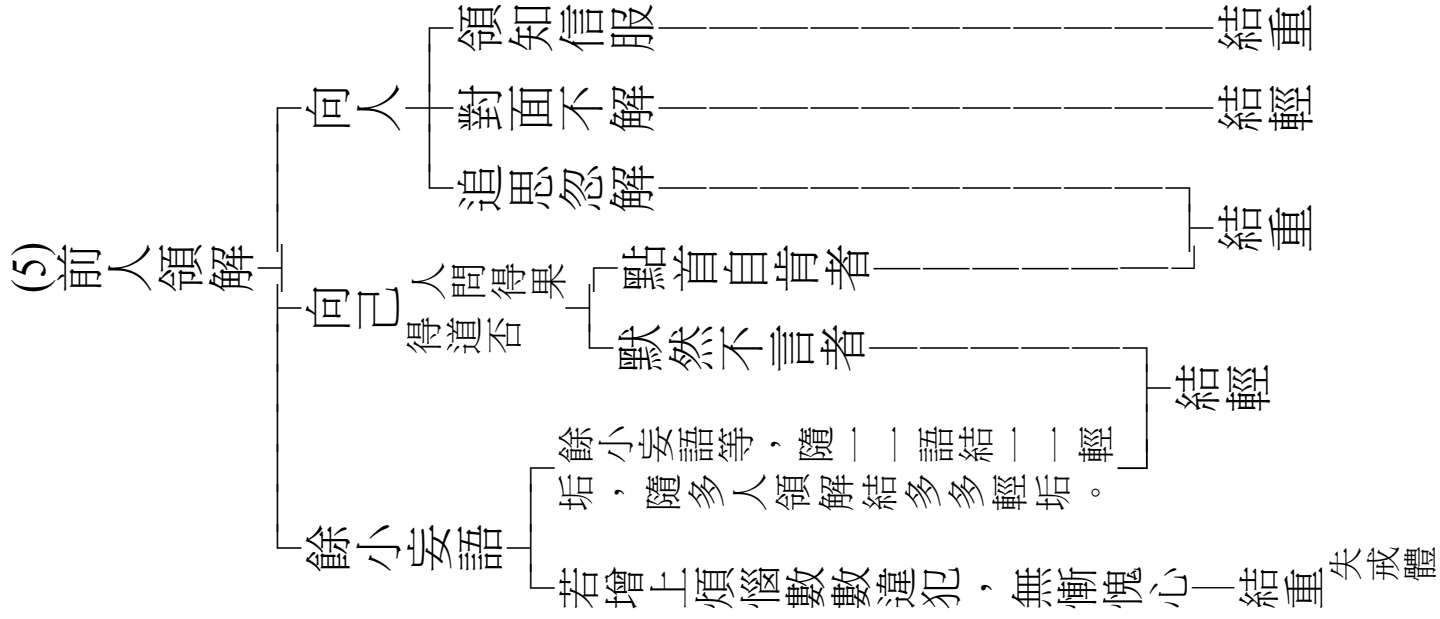 (5)前人領解
向人
領知信服
結重
對面不解
結輕
追思忽解
結重
向己
人問得果
得道否
點首自肯者
默然不言者
結輕
餘小妄語
餘小妄語等，隨一一語結一一輕
垢，隨多人領解結多多輕垢。
若增上煩惱數數違犯，無慚愧心
結重
失戒體